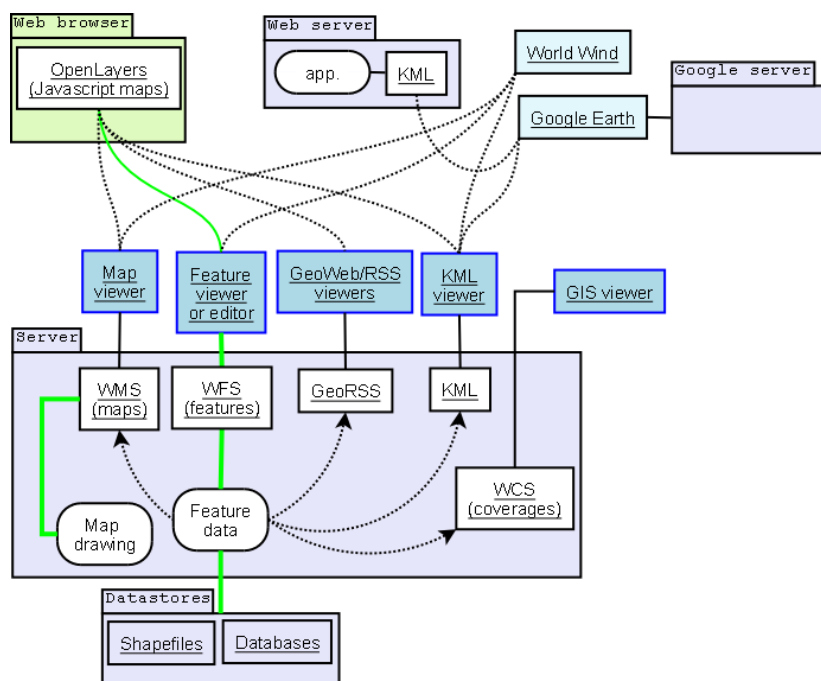 Web browser
OpenLayers
(Javascript maps)
Web server
app.
KML
World Wind
Google Earth
Google server
Map
viewer
Feature
viewer
or editor
GeoWeb/RSS
viewers
KML
viewer
GIS viewer
Server
WMS
(maps)
WFS
(features)
GeoRSS
KML
WCS
(coverages)
Map
drawing
Feature
data
Datastores
Shapefiles
Databases